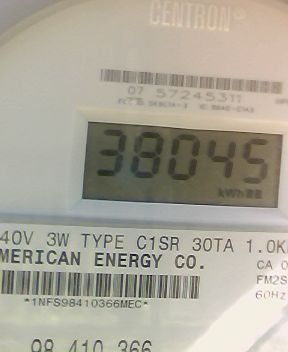 CENTRON®
07 57245311
38045
kWh
40V 3W TYPE C1SR 30TA 1.0K
MERICAN ENERGY CO.
CA 0
FM2S
*1NFS98410366MEC*
60Hz
98 410 366